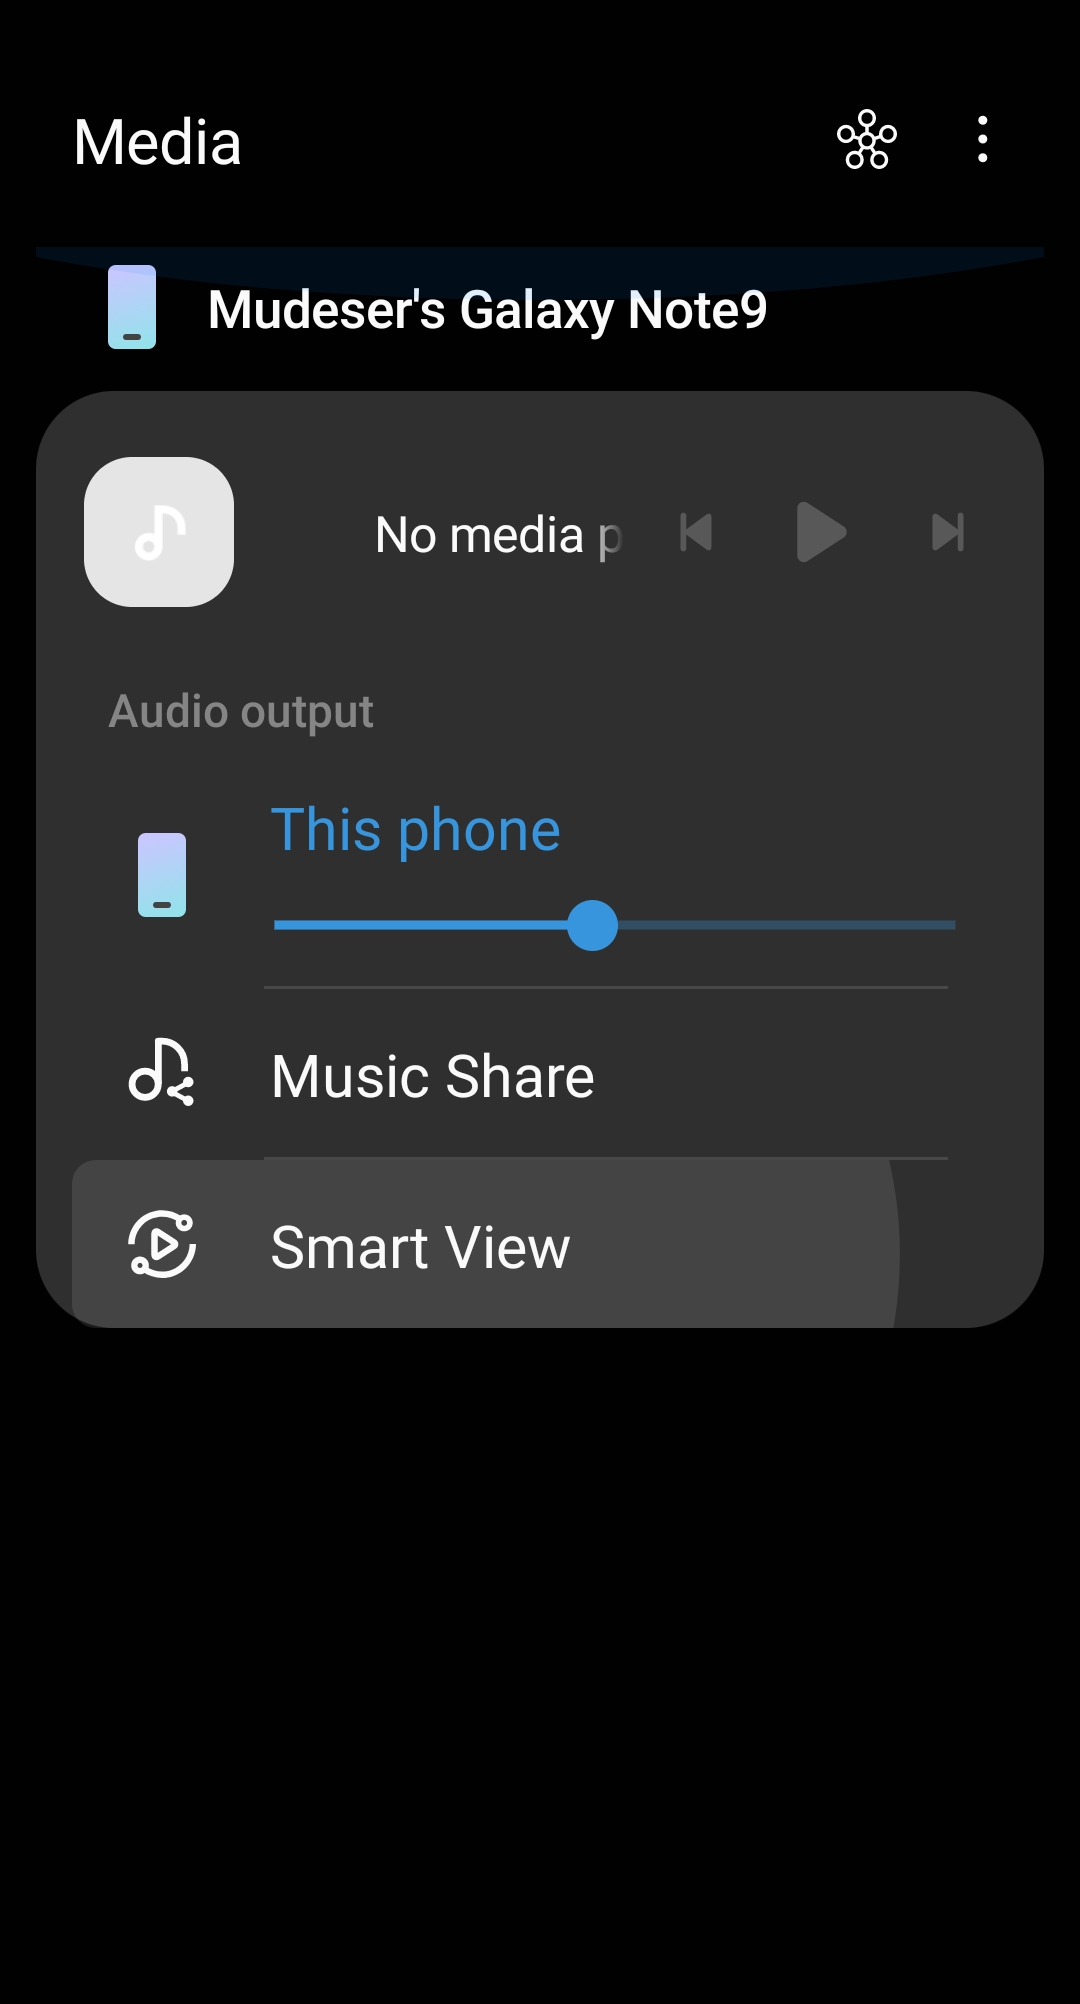 Media
Mudeser's Galaxy Note9
No media p
Audio output
This phone
Music Share
Smart View